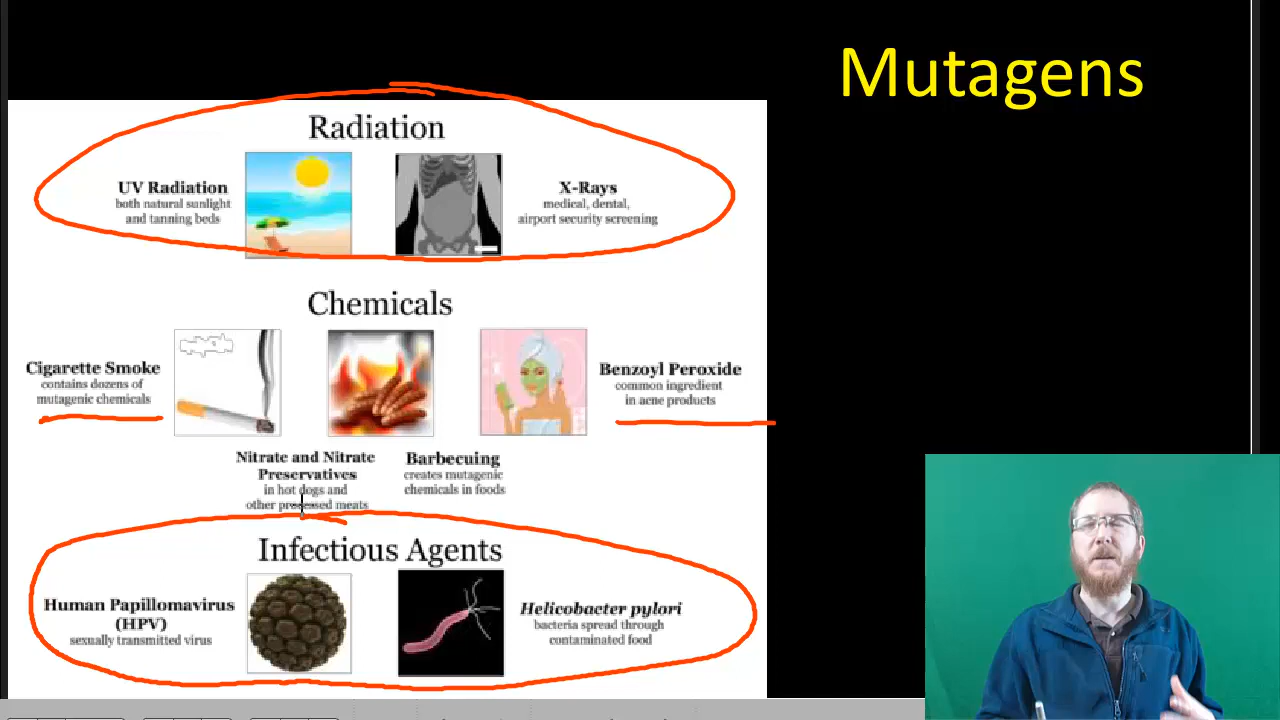 Mutagens
Radiation
UV Radiation
both natural sunlight
and tanning beds
X-Rays
medical, dental,
airport security screening
Chemicals
Cigarette Smoke
contains dozens of
mutagenic chemicals
Benzoyl Peroxide
common ingredient
in acne products
Nitrate and Nitrate
Preservatives
in hot dogs and
other processed meats
Barbecuing
creates mutagenic
chemicals in foods
Infectious Agents
Human Papillomavirus
(HPV)
sexually transmitted virus
Helicobacter pylori
bacteria spread through
contaminated food